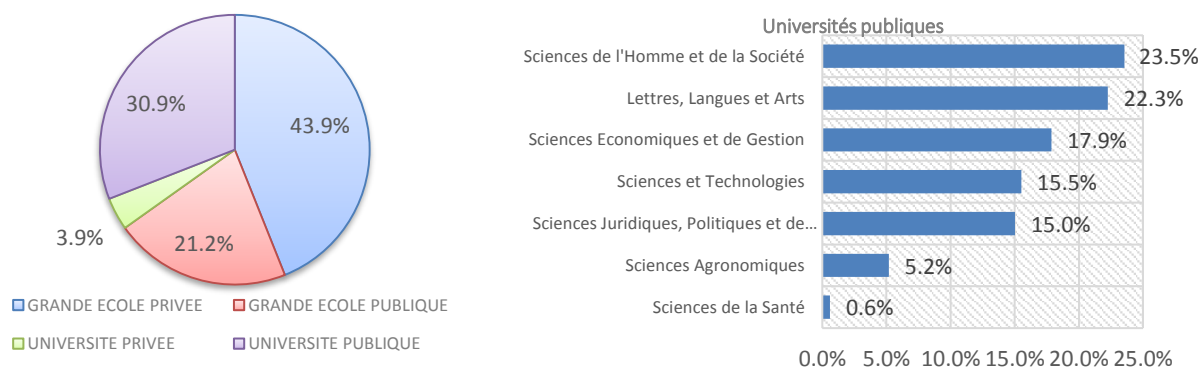 43.9%
21.2%
3.9%
30.9%
GRANDE ECOLE PRIVEE
GRANDE ECOLE PUBLIQUE
UNIVERSITE PRIVEE
UNIVERSITE PUBLIQUE
Universités publiques
Sciences de l'Homme et de la Société 23.5%
Lettres, Langues et Arts 22.3%
Sciences Economiques et de Gestion 17.9%
Sciences et Technologies 15.5%
Sciences Juridiques, Politiques et de… 15.0%
Sciences Agronomiques 5.2%
Sciences de la Santé 0.6%
0.0% 5.0% 10.0% 15.0% 20.0% 25.0%